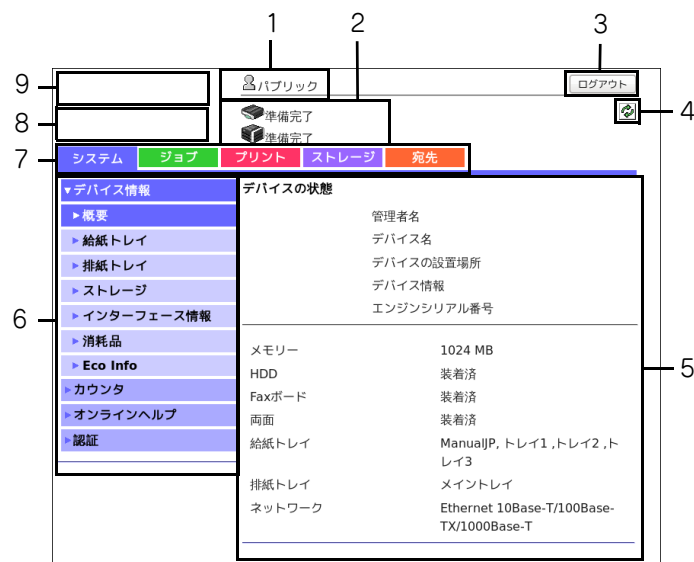 1
2
3
9
パブリック
ログアウト
4
8
準備完了
準備完了
7
システム
ジョブ
プリント
ストレージ
宛先
▼デバイス情報
▶概要
▶給紙トレイ
▶排紙トレイ
▶ストレージ
▶インターフェース情報
▶消耗品
▶Eco Info
▶カウンタ
▶オンラインヘルプ
▶認証
6
デバイスの状態
管理者名
デバイス名
デバイスの設置場所
デバイス情報
エンジンシリアル番号
メモリー 1024 MB
HDD 装着済
Faxボード 装着済
両面 装着済
給紙トレイ ManualJP, トレイ1 ,トレイ2 ,ト
レイ3
排紙トレイ メイントレイ
ネットワーク Ethernet 10Base-T/100Base-
TX/1000Base-T
5